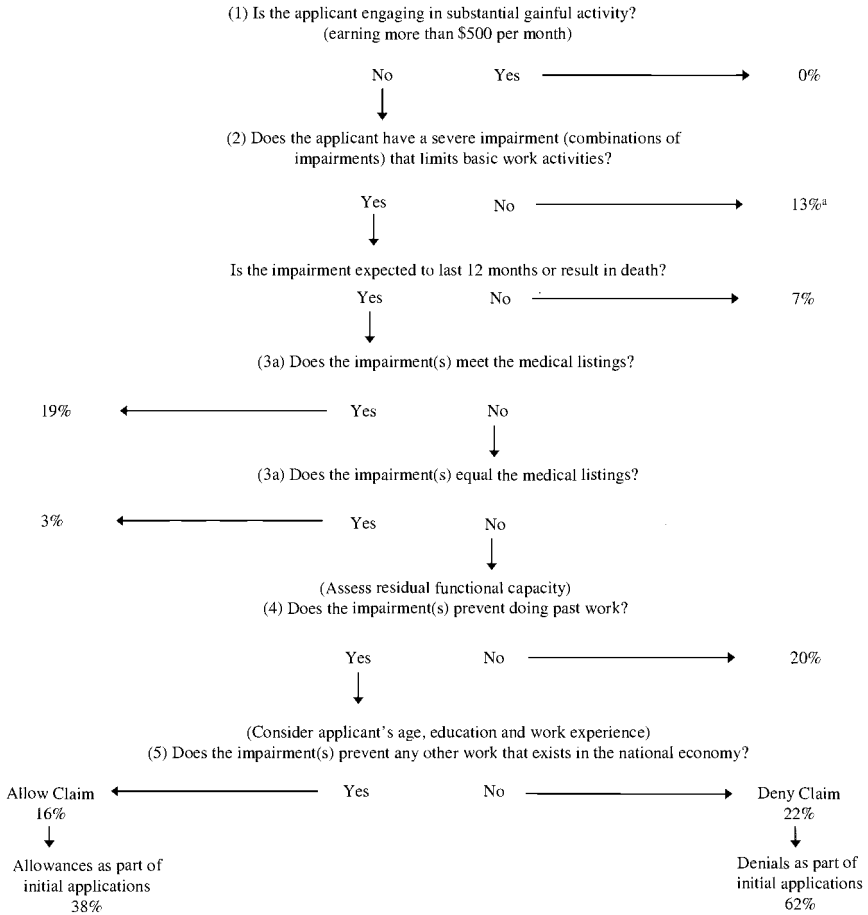 (1) Is the applicant engaging in substantial gainful activity?
(earning more than $500 per month)
No Yes 0%
(2) Does the applicant have a severe impairment (combinations of
impairments) that limits basic work activities?
Yes No 13%ª
Is the impairment expected to last 12 months or result in death?
Yes No 7%
(3a) Does the impairment(s) meet the medical listings?
19% Yes No
(3a) Does the impairment(s) equal the medical listings?
3% Yes No
(Assess residual functional capacity)
(4) Does the impairment(s) prevent doing past work?
Yes No 20%
(Consider applicant's age, education and work experience)
(5) Does the impairment(s) prevent any other work that exists in the national economy?
Allow Claim Yes No Deny Claim
16% 22%
Allowances as part of
initial applications
38%
Denials as part of
initial applications
62%